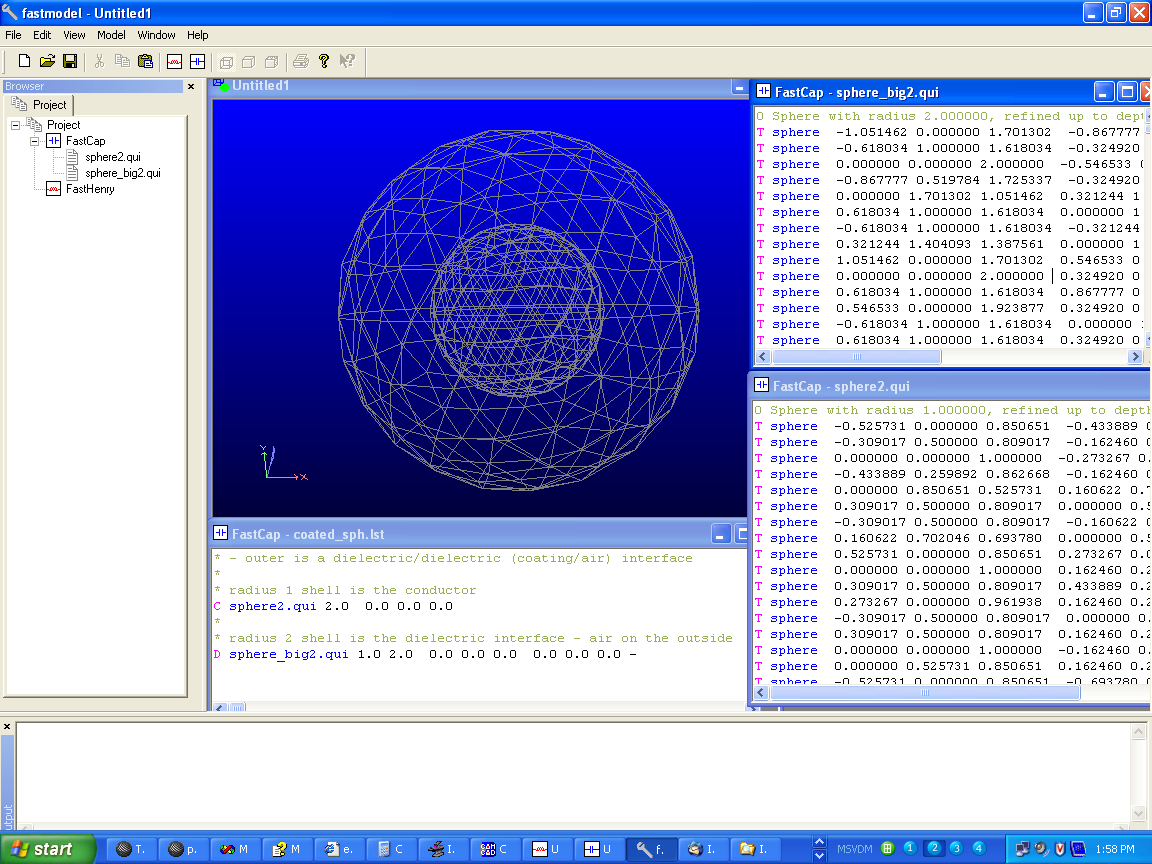 fastmodel - Untitled1
File Edit View Model Window Help
Browser
Project
Project
FastCap
sphere2.qui
sphere_big2.qui
FastHenry
Untitled1
Y
X
FastCap - coated_sph.lst
* - outer is a dielectric/dielectric (coating/air) interface
*
* radius 1 shell is the conductor
C sphere2.qui 2.0 0.0 0.0 0.0
*
* radius 2 shell is the dielectric interface - air on the outside
D sphere_big2.qui 1.0 2.0 0.0 0.0 0.0 0.0 0.0 0.0 -
FastCap - sphere_big2.qui
0 Sphere with radius 2.000000, refined up to dept
T sphere -1.051462 0.000000 1.701302 -0.867777
T sphere -0.618034 1.000000 1.618034 -0.324920
T sphere 0.000000 0.000000 2.000000 -0.546533 0
T sphere -0.867777 0.519784 1.725337 -0.324920
T sphere 0.000000 1.701302 1.051462 0.321244 1
T sphere 0.618034 1.000000 1.618034 0.000000 1
T sphere -0.618034 1.000000 1.618034 -0.321244
T sphere 0.321244 1.404093 1.387561 0.000000 1
T sphere 1.051462 0.000000 1.701302 0.546533 0
T sphere 0.000000 0.000000 2.000000 0.324920 0
T sphere 0.618034 1.000000 1.618034 0.867777 0
T sphere 0.546533 0.000000 1.923877 0.324920 0
T sphere -0.618034 1.000000 1.618034 0.000000
T sphere 0.618034 1.000000 1.618034 0.324920 0
FastCap - sphere2.qui
0 Sphere with radius 1.000000, refined up to depth
T sphere -0.525731 0.000000 0.850651 -0.433889 0
T sphere -0.309017 0.500000 0.809017 -0.162460 0
T sphere 0.000000 0.000000 1.000000 -0.273267 0.
T sphere -0.433889 0.259892 0.862668 -0.162460 0
T sphere 0.000000 0.850651 0.525731 0.160622 0.7
T sphere 0.309017 0.500000 0.809017 0.000000 0.5
T sphere -0.309017 0.500000 0.809017 -0.160622 0
T sphere 0.160622 0.702046 0.693780 0.000000 0.5
T sphere 0.525731 0.000000 0.850651 0.273267 0.0
T sphere 0.000000 0.000000 1.000000 0.162460 0.2
T sphere 0.309017 0.500000 0.809017 0.433889 0.2
T sphere 0.273267 0.000000 0.961938 0.162460 0.2
T sphere -0.309017 0.500000 0.809017 0.000000 0.
T sphere 0.309017 0.500000 0.809017 0.162460 0.2
T sphere 0.000000 0.000000 1.000000 -0.162460 0.
T sphere 0.000000 0.525731 0.850651 0.162460 0.2
T sphere -0.525731 0.000000 0.850651 -0.693780
start T. p. M M e. C I. C U U f. I. I. MSVDM 1 2 3 4 1:58 PM